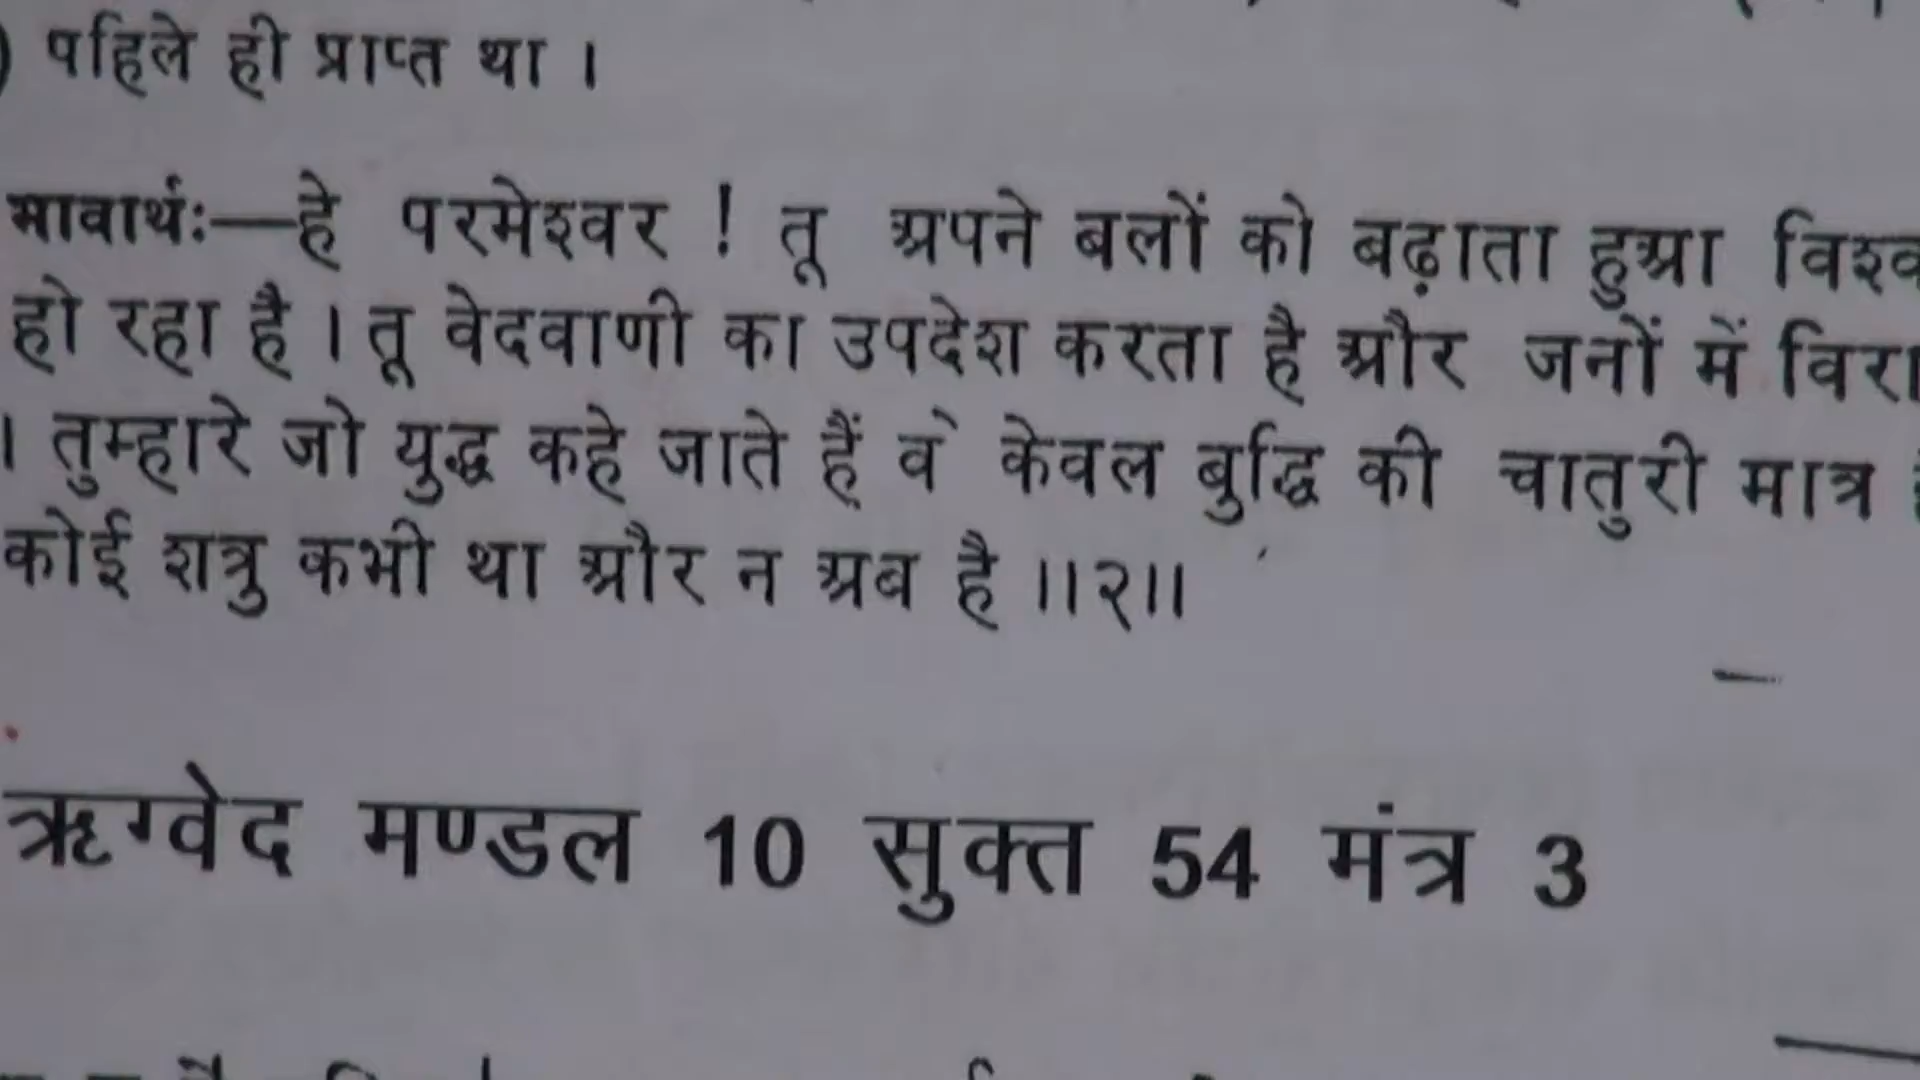 पहिले ही प्राप्त था ।
भावार्थः—हे परमेश्वर ! तू अपने बलों को बढ़ाता हुआ विश्व
हो रहा है । तू वेदवाणी का उपदेश करता है और जनों में विरा
। तुम्हारे जो युद्ध कहे जाते हैं वे केवल बुद्धि की चातुरी मात्र
कोई शत्रु कभी था और न अब है ॥२॥
ऋग्वेद मण्डल 10 सुक्त 54 मंत्र 3